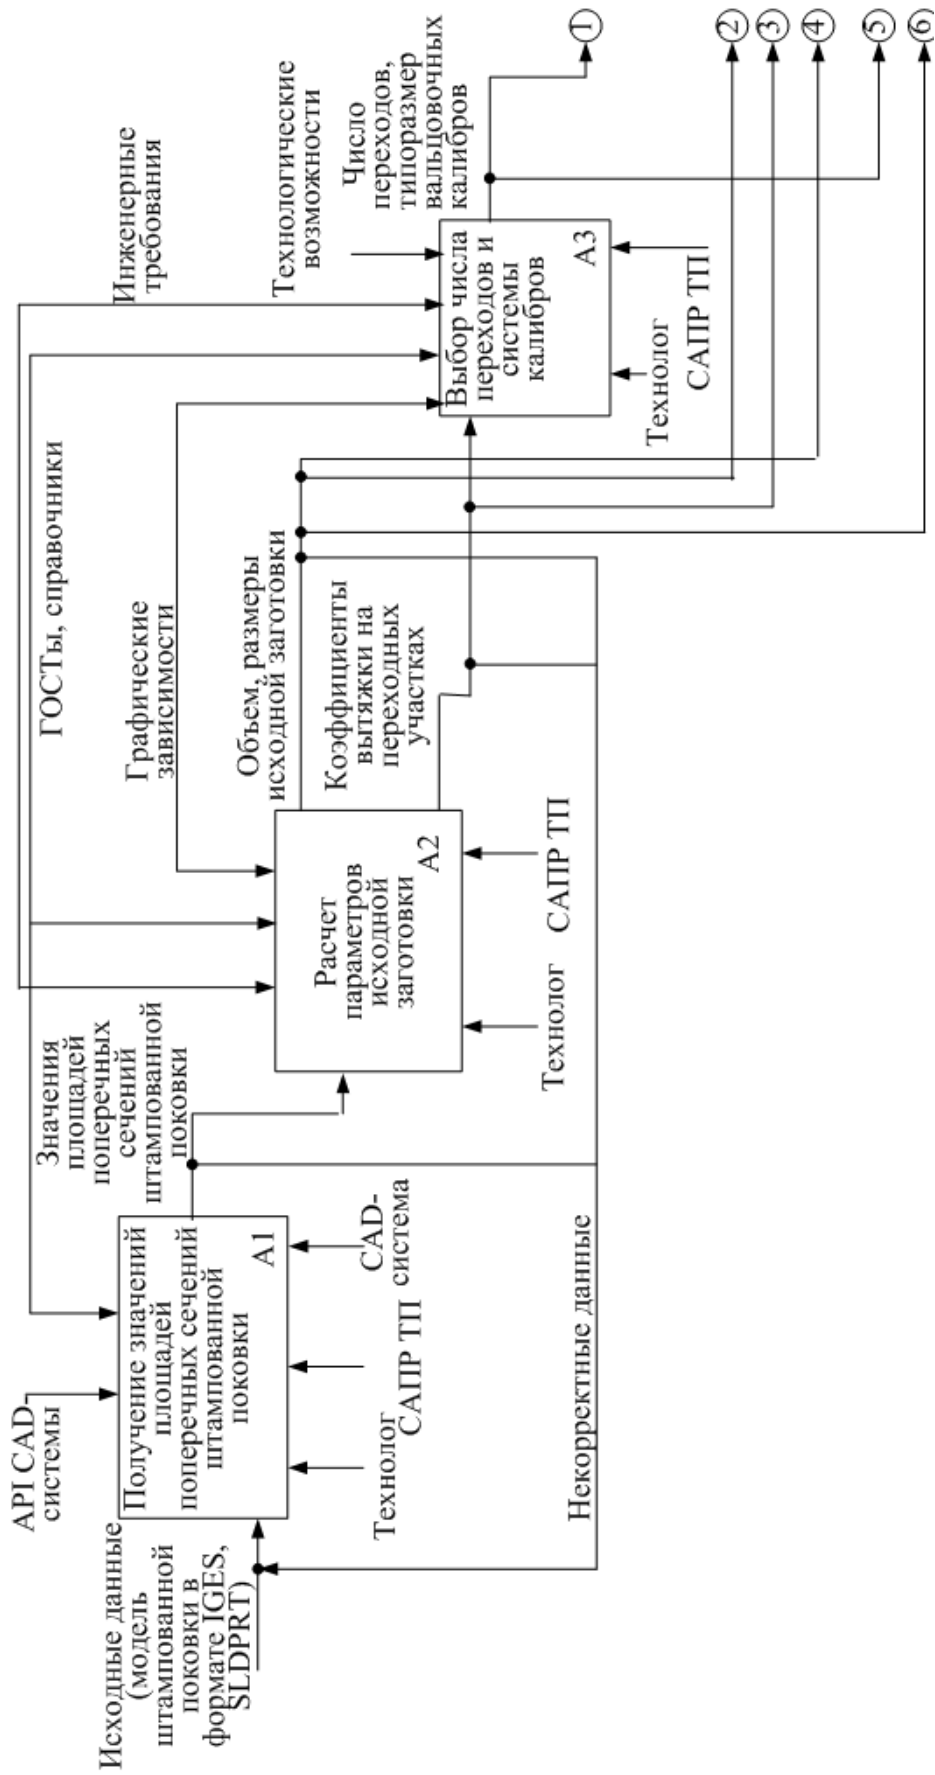 Исходные данные
(модель
штампованной
поковки в
формате IGES,
SLDPRT)
API CAD-
системы
Получение значений
площадей
поперечных сечений
штампованной
поковки
А1
Технолог
САПР ТП
CAD-
система
Значения
площадей
поперечных
сечений
штампованной
поковки
ГОСТы, справочники
Инженерные
требования
Графические
зависимости
Расчет
параметров
исходной
заготовки
А2
Технолог
САПР ТП
Объем, размеры
исходной заготовки
Коэффициенты
вытяжки на
переходных
участках
Технологические
возможности
Выбор числа
переходов и
системы
калибров
А3
Технолог
САПР ТП
Число
переходов,
типоразмер
вальцовочных
калибров
Некорректные данные
1
2
3
4
5
6